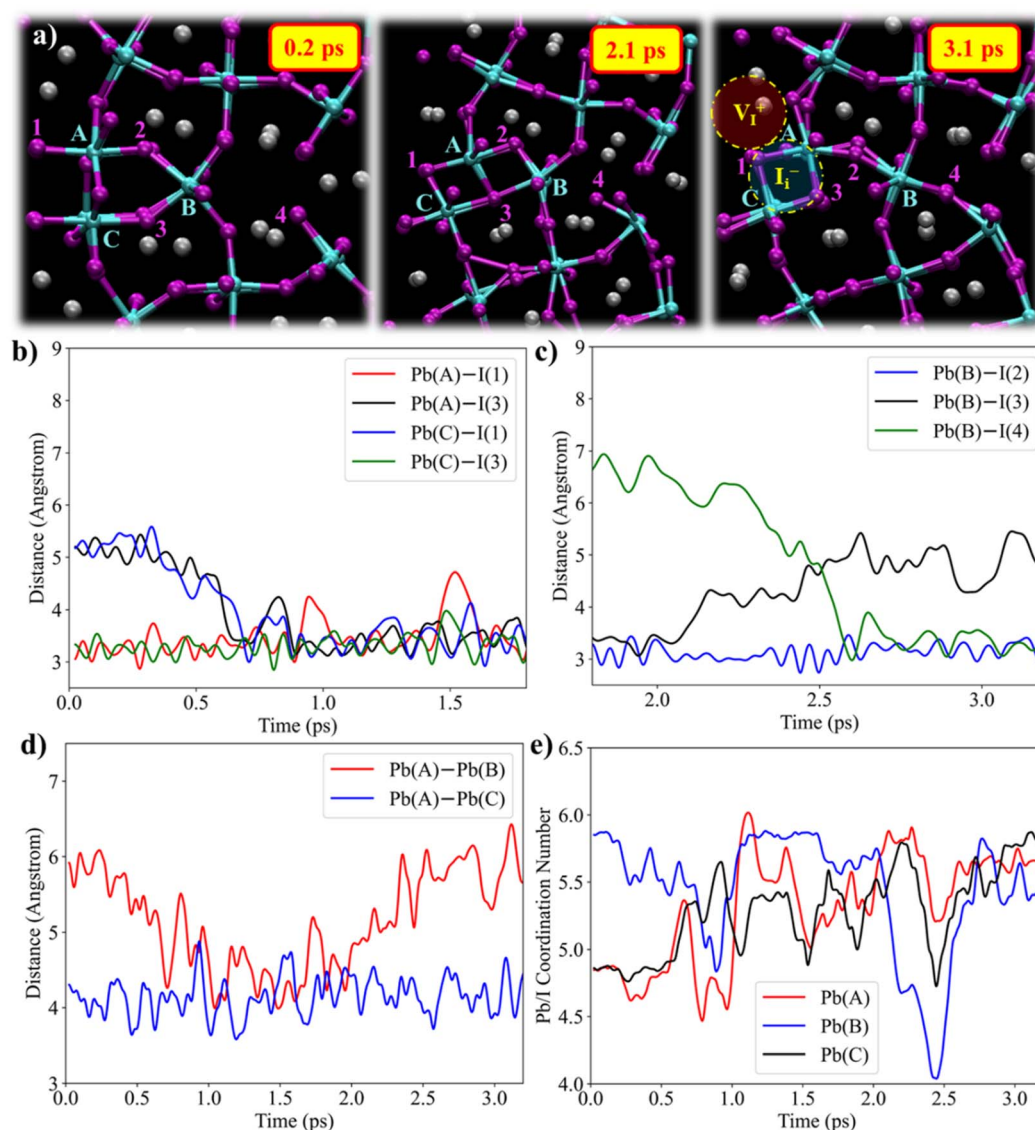 a)
0.2 ps
2.1 ps
3.1 ps
1 A 2
B
C 3
4
A 2
1
B
C 3
4
V_I^+
A
1 2
I_i^-
4
C 3
B
b)
9
8
7
6
5
4
3
Distance (Angstrom)
Pb(A)−I(1)
Pb(A)−I(3)
Pb(C)−I(1)
Pb(C)−I(3)
0.0 0.5 1.0 1.5
Time (ps)
c)
9
8
7
6
5
4
3
Distance (Angstrom)
Pb(B)−I(2)
Pb(B)−I(3)
Pb(B)−I(4)
2.0 2.5 3.0
Time (ps)
d)
7
6
5
4
3
Distance (Angstrom)
Pb(A)−Pb(B)
Pb(A)−Pb(C)
0.0 0.5 1.0 1.5 2.0 2.5 3.0
Time (ps)
e)
6.5
6.0
5.5
5.0
4.5
4.0
Pb/I Coordination Number
Pb(A)
Pb(B)
Pb(C)
0.0 0.5 1.0 1.5 2.0 2.5 3.0
Time (ps)